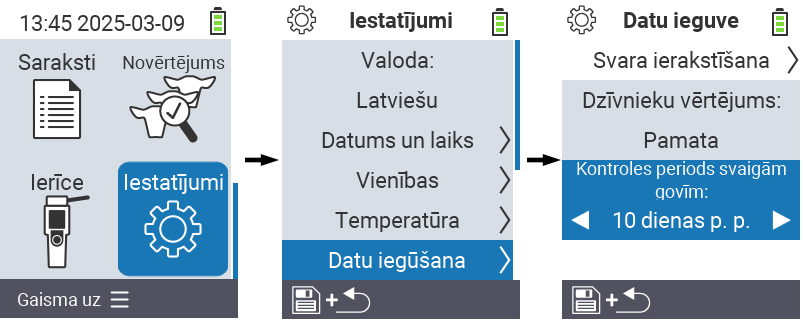 13:45 2025-03-09
Saraksti
Novērtējums
Ierīce
Iestatījumi
Gaisma uz
Iestatījumi
Valoda:
Latviešu
Datums un laiks
Vienības
Temperatūra
Datu iegūšana
+
Datu ieguve
Svara ierakstīšana
Dzīvnieku vērtējums:
Pamata
Kontroles periods svaigām
govīm:
10 dienas p. p.
+